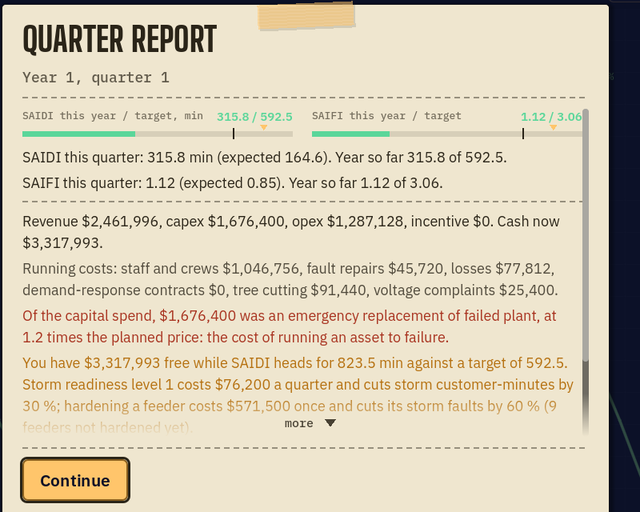 QUARTER REPORT
Year 1, quarter 1
SAIDI this year / target, min 315.8 / 592.5
SAIFI this year / target 1.12 / 3.06
SAIDI this quarter: 315.8 min (expected 164.6). Year so far 315.8 of 592.5.
SAIFI this quarter: 1.12 (expected 0.85). Year so far 1.12 of 3.06.
Revenue $2,461,996, capex $1,676,400, opex $1,287,128, incentive $0. Cash now
$3,317,993.
Running costs: staff and crews $1,046,756, fault repairs $45,720, losses $77,812,
demand-response contracts $0, tree cutting $91,440, voltage complaints $25,400.
Of the capital spend, $1,676,400 was an emergency replacement of failed plant, at
1.2 times the planned price: the cost of running an asset to failure.
You have $3,317,993 free while SAIDI heads for 823.5 min against a target of 592.5.
Storm readiness level 1 costs $76,200 a quarter and cuts storm customer-minutes by
30 %; hardening a feeder costs $571,500 once and cuts its storm faults by 60 % (9
feeders not hardened yet).
more
Continue